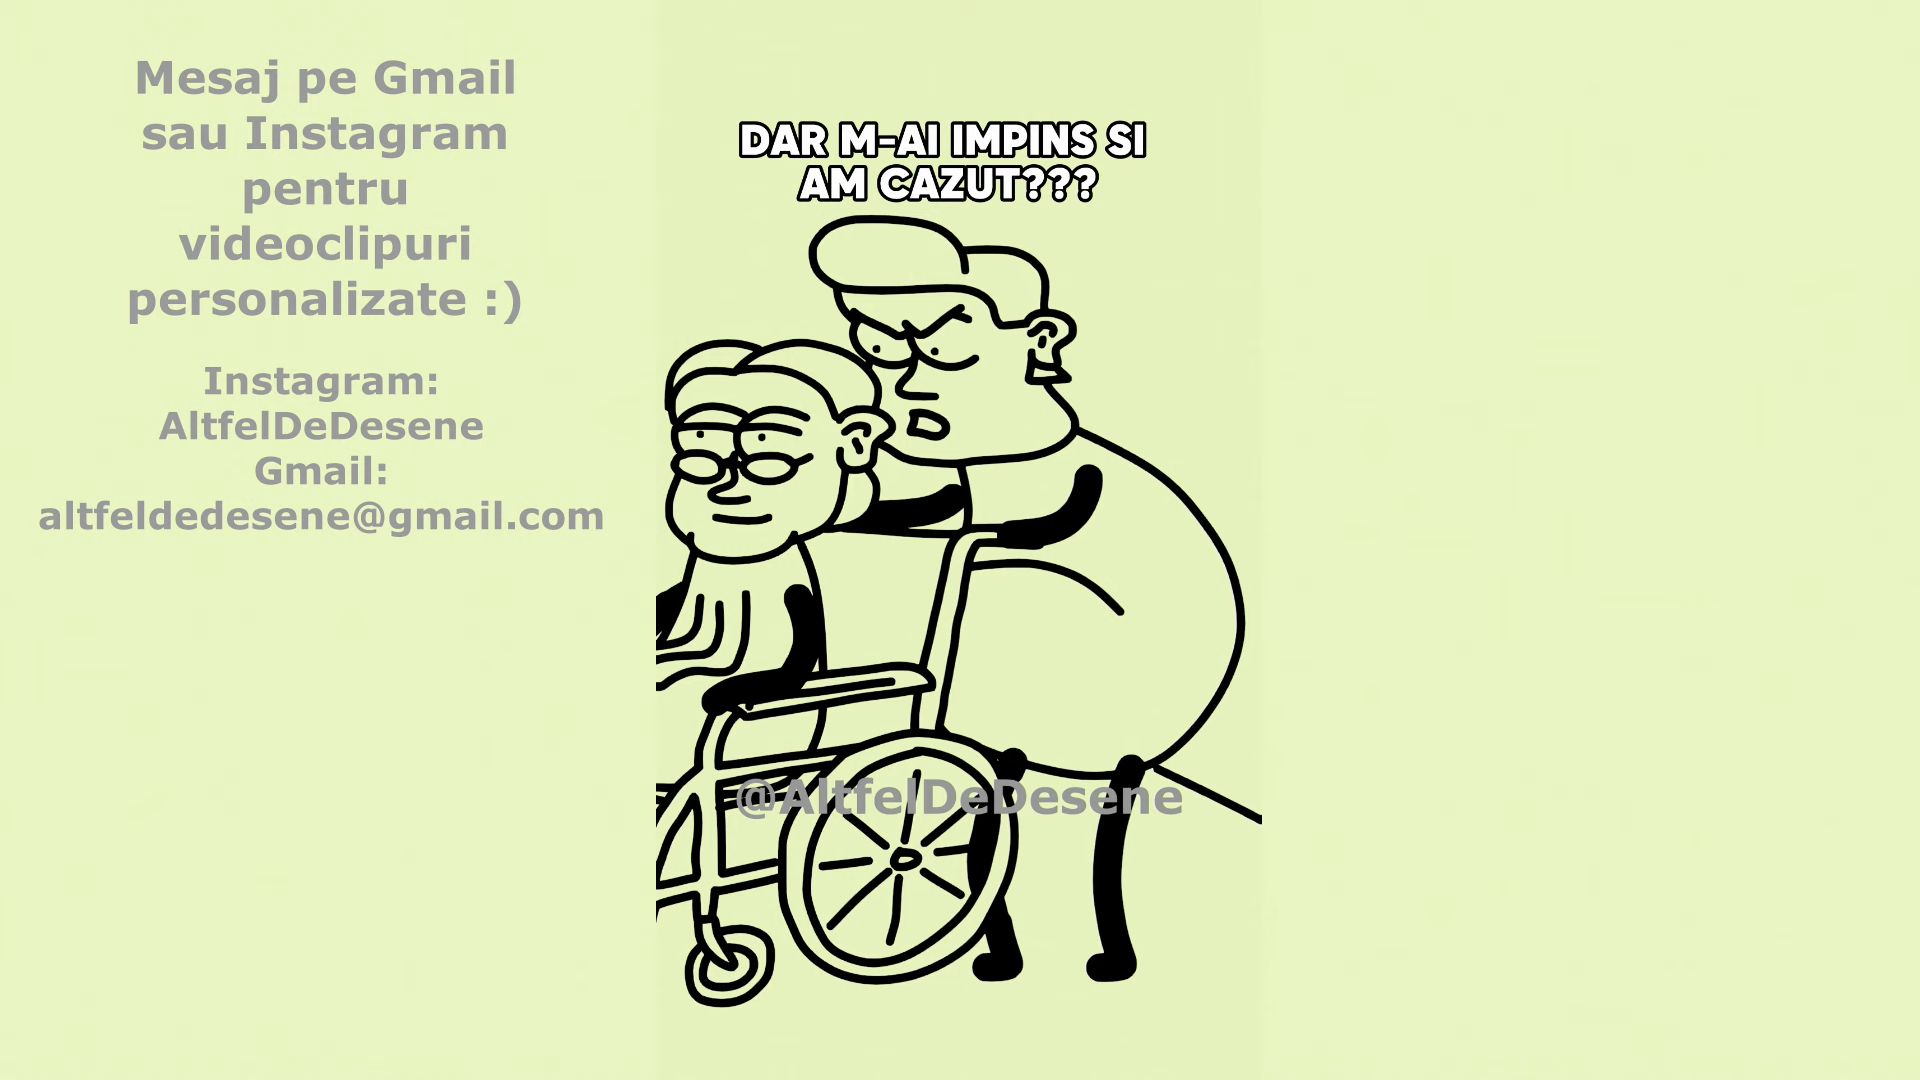 Mesaj pe Gmail
sau Instagram
pentru
videoclipuri
personalizate :)
Instagram:
AltfelDeDesene
Gmail:
altfeldedesene@gmail.com
DAR M-AI IMPINS SI
AM CAZUT???
@AltfelDeDesene